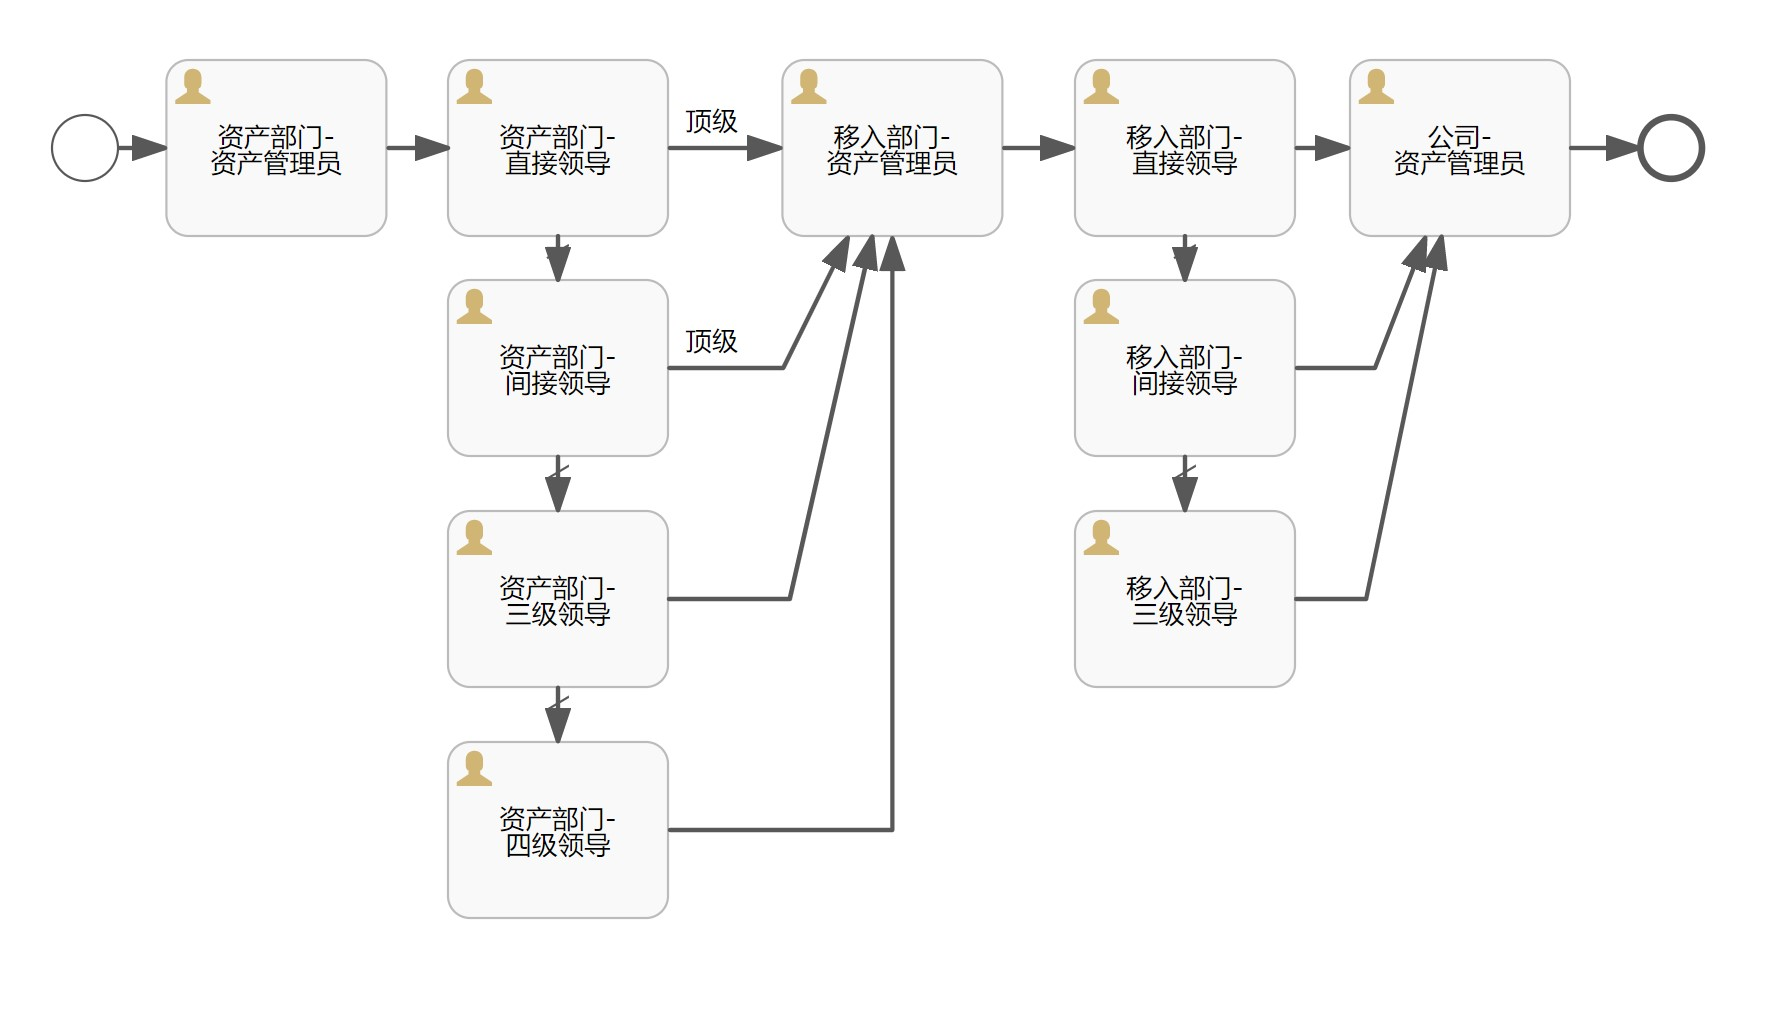 资产部门-
资产管理员
资产部门-
直接领导
顶级
移入部门-
资产管理员
移入部门-
直接领导
公司-
资产管理员
资产部门-
间接领导
顶级
移入部门-
间接领导
资产部门-
三级领导
移入部门-
三级领导
资产部门-
四级领导